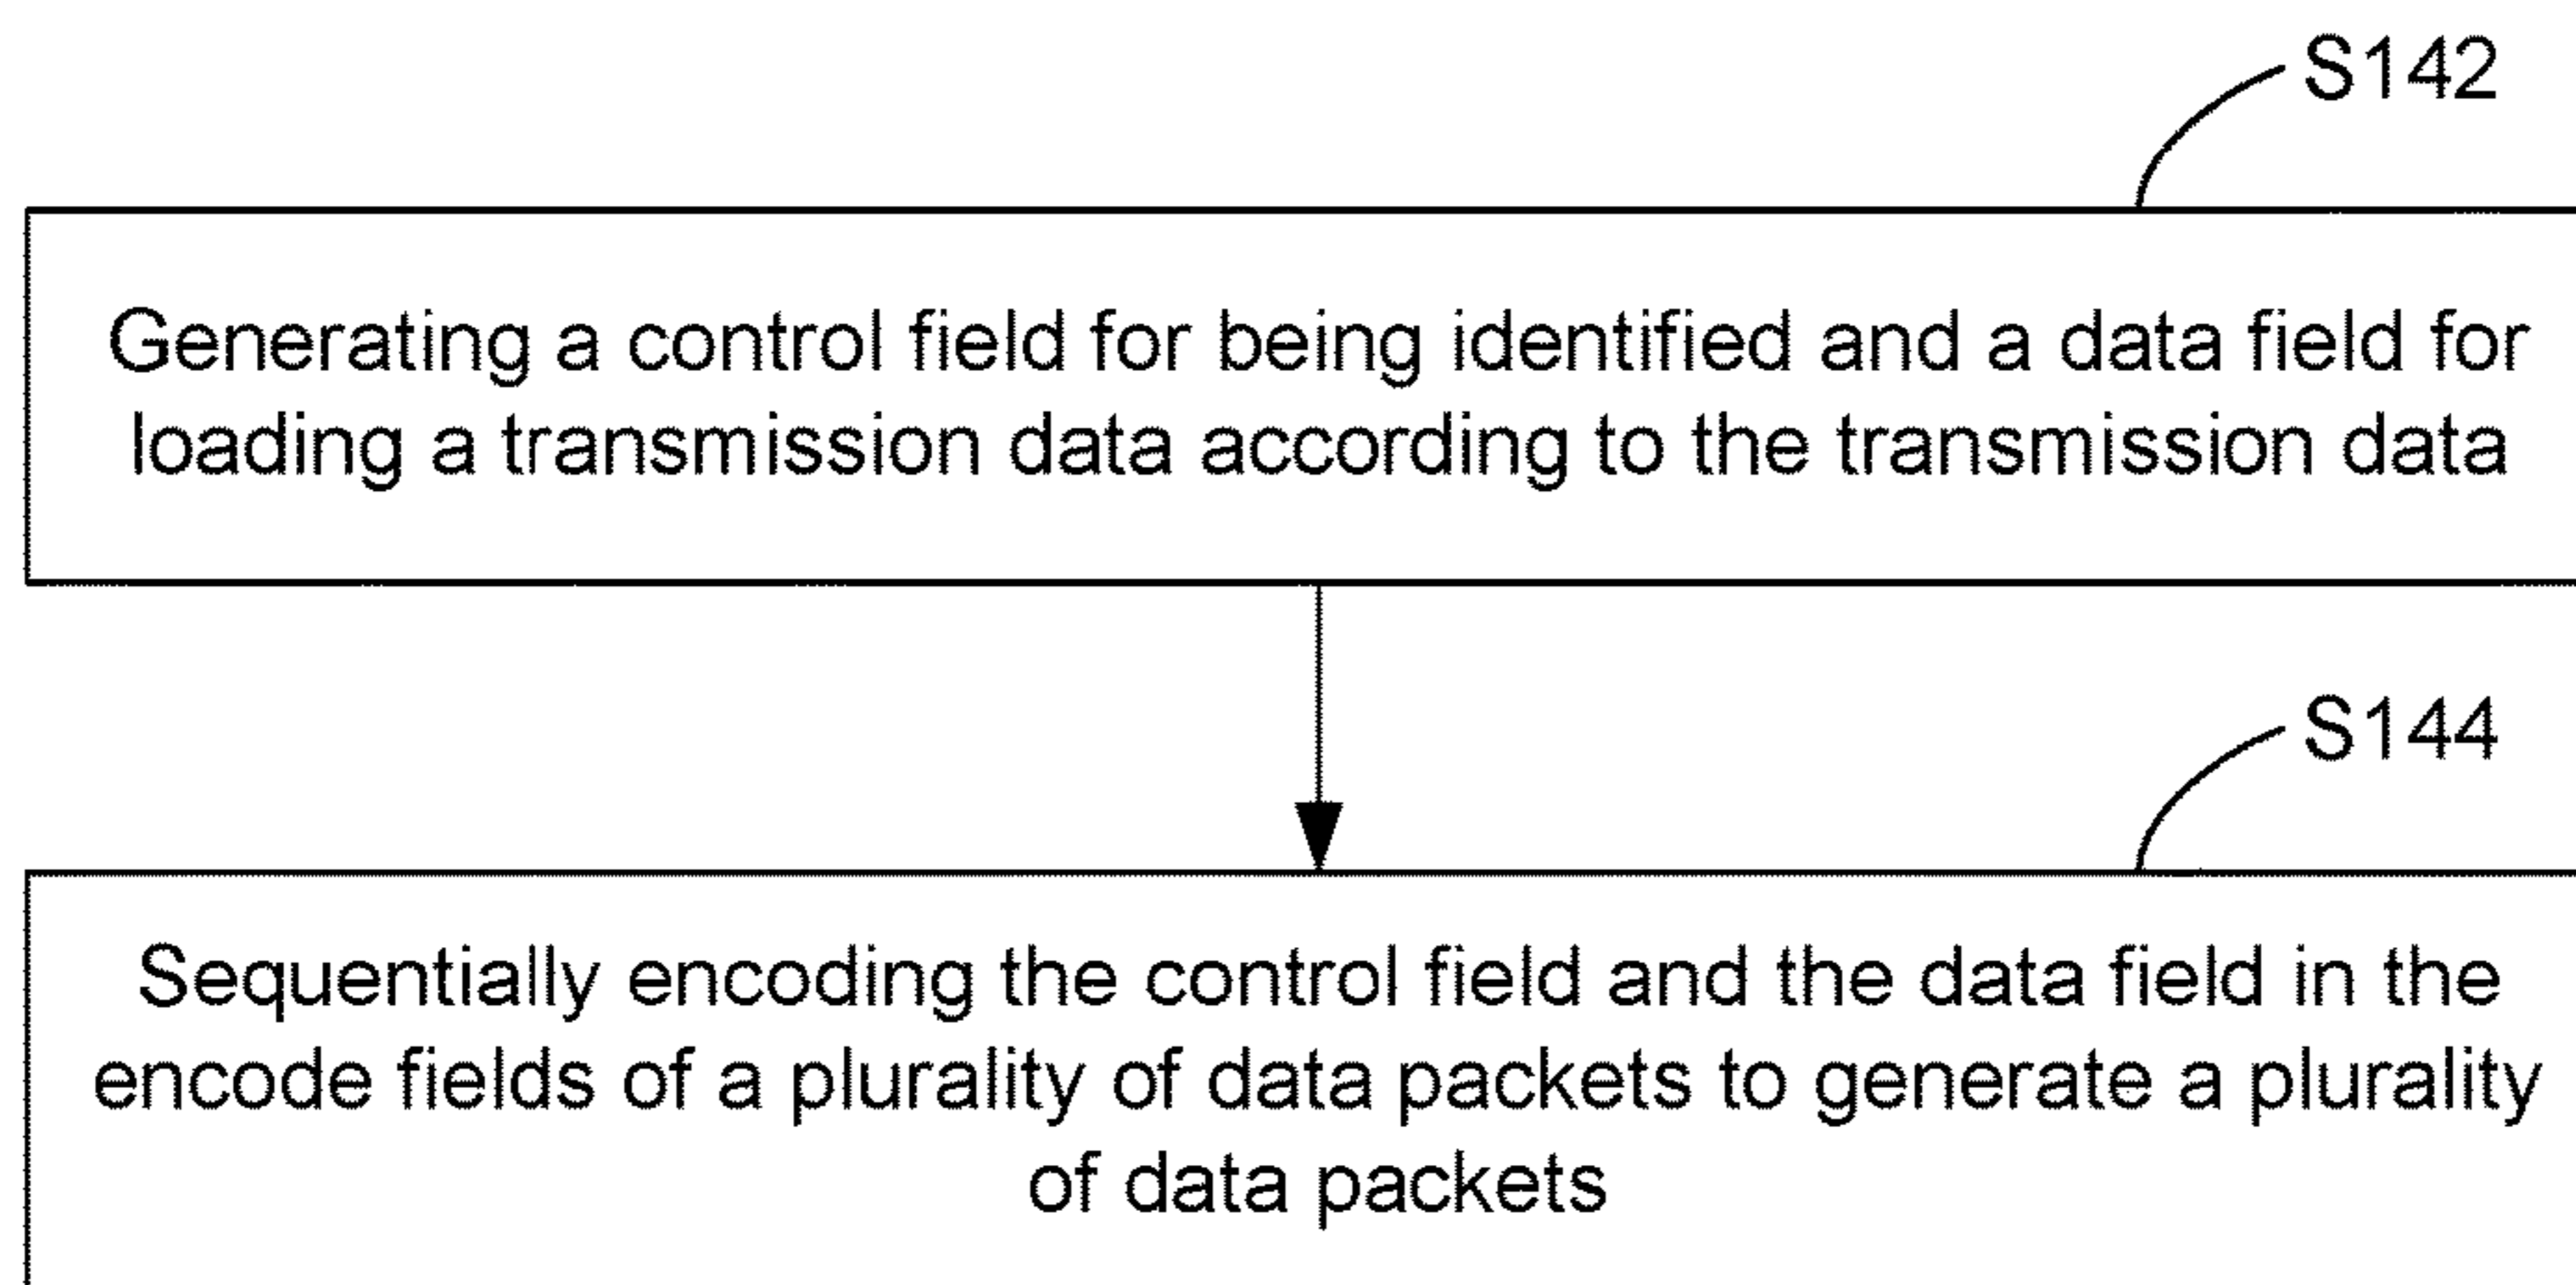 S142
Generating a control field for being identified and a data field for
loading a transmission data according to the transmission data
S144
Sequentially encoding the control field and the data field in the
encode fields of a plurality of data packets to generate a plurality
of data packets